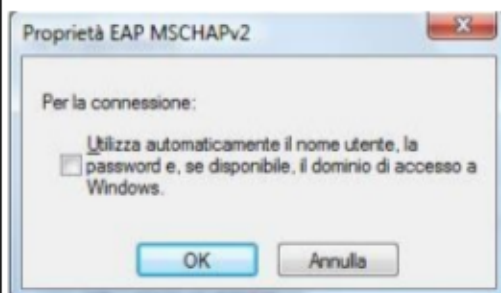 Proprietà EAP MSCHAPv2
Per la connessione:
Utilizza automaticamente il nome utente, la
password e, se disponibile, il dominio di accesso a
Windows.
OK
Annulla